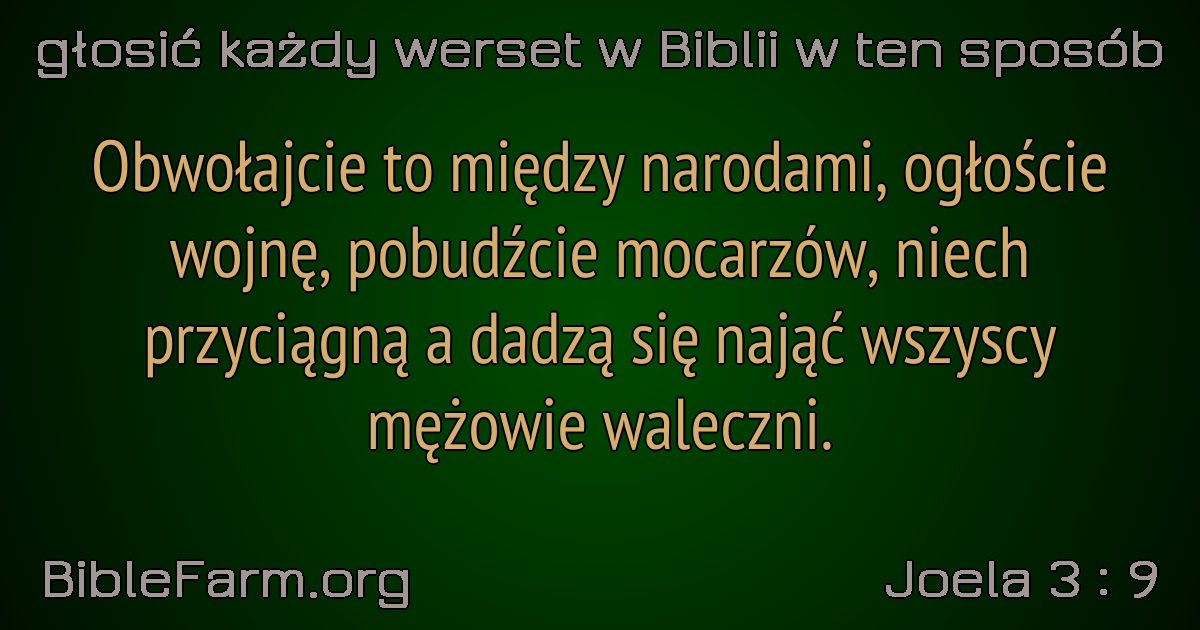 głosić każdy werset w Biblii w ten sposób
Obwołajcie to między narodami, ogłoście
wojnę, pobudźcie mocarzów, niech
przyciągną a dadzą się nająć wszyscy
mężowie waleczni.
BibleFarm.org
Joela 3 : 9